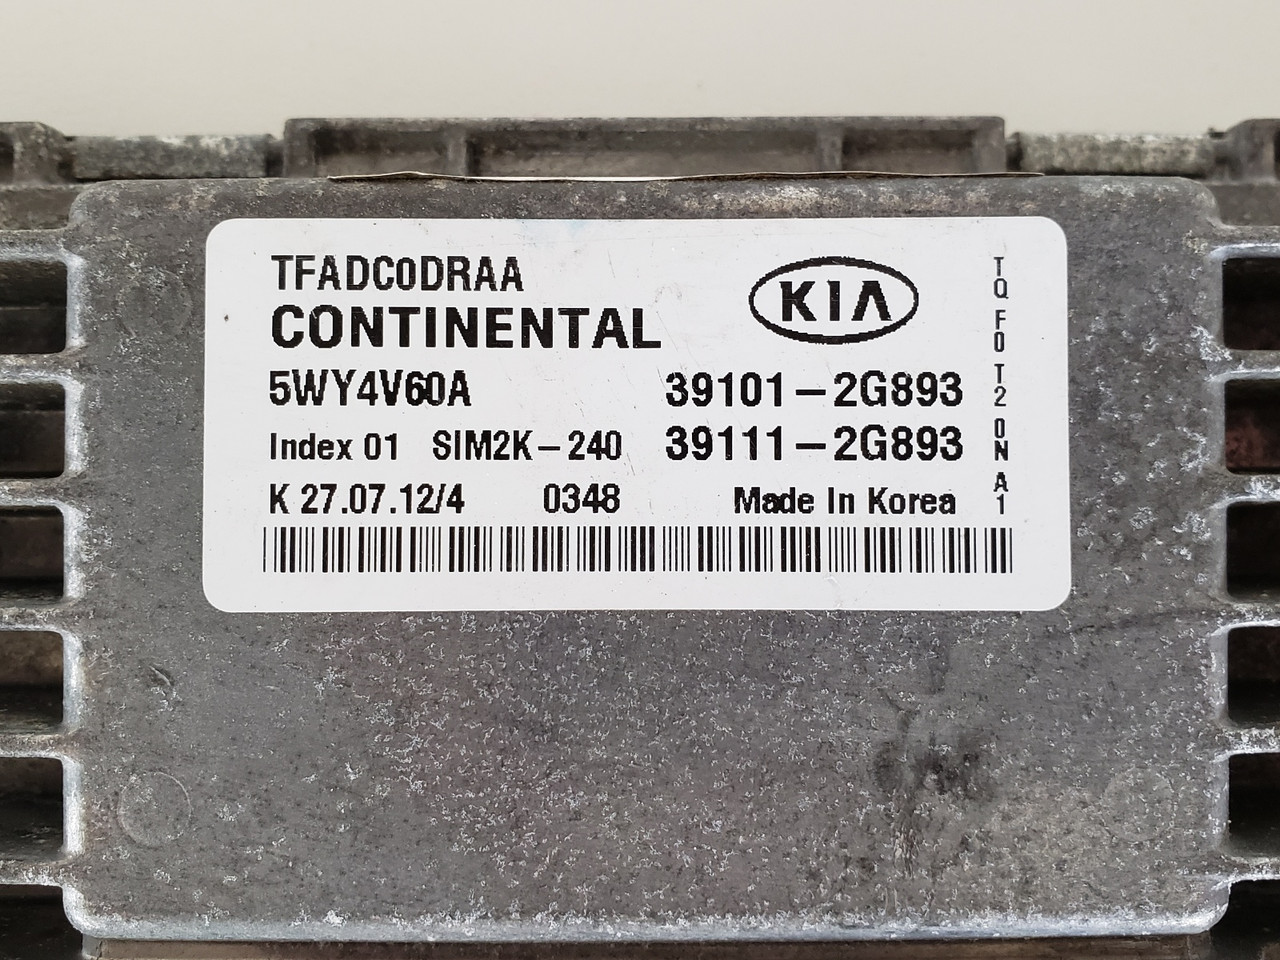 TFADC0DRAA
CONTINENTAL
KIA
5WY4V60A 39101-2G893
Index 01 SIM2K-240 39111-2G893
K 27.07.12/4 0348 Made In Korea
TQ F0 T2 0N A1